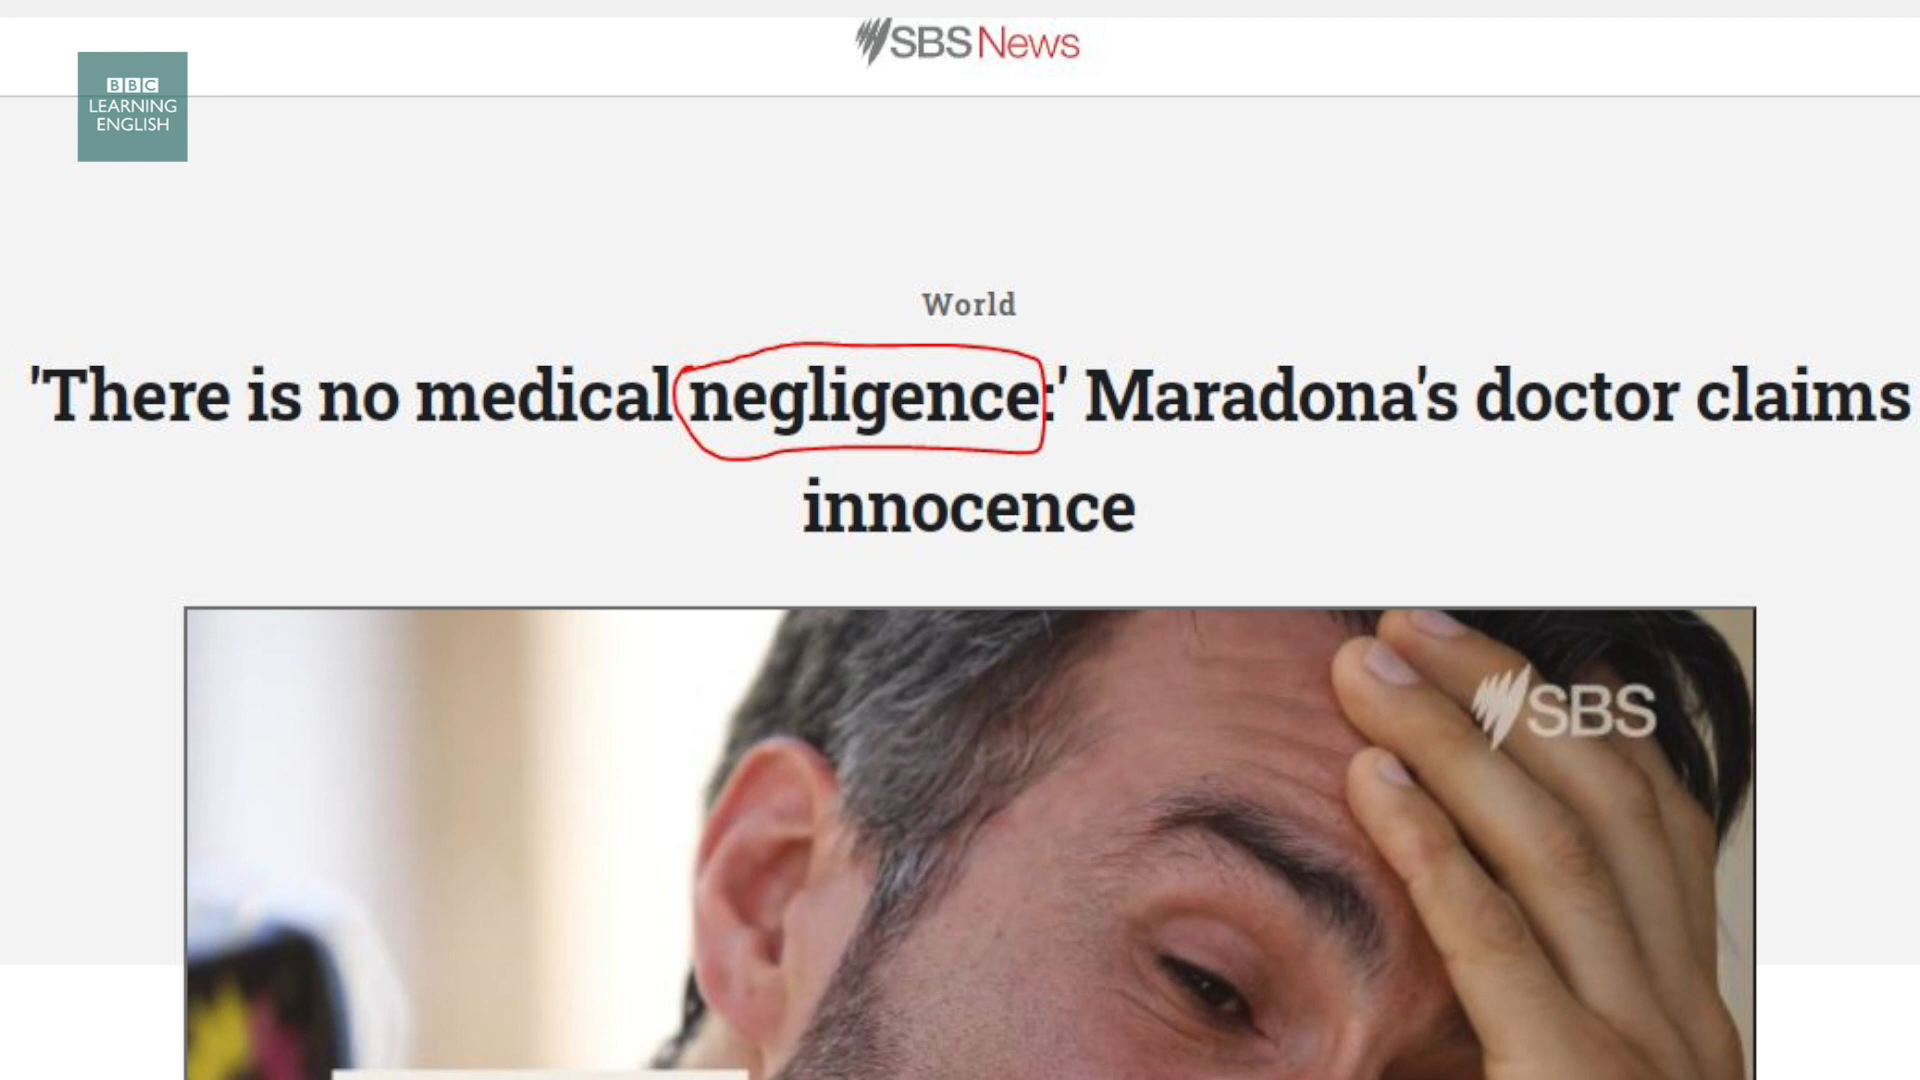 SBS News
BBC
LEARNING
ENGLISH
World
'There is no medical negligence:' Maradona's doctor claims
innocence
SBS